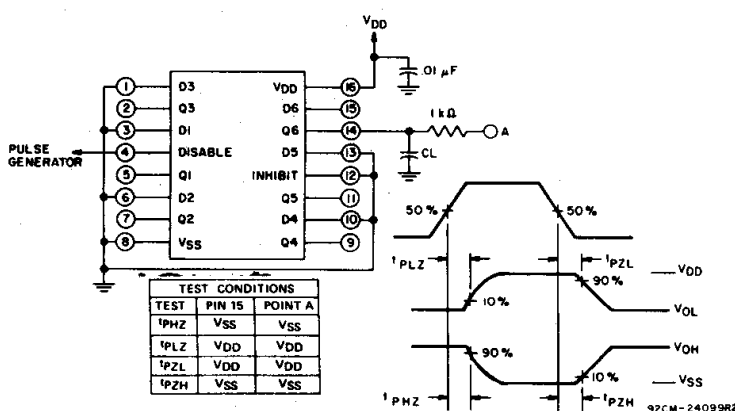 VDD
.01 µF
1 D3 VDD 16
2 Q3 D6 15
3 D1 Q6 14
1 kΩ
A
CL
PULSE GENERATOR
4 DISABLE D5 13
5 Q1 INHIBIT 12
6 D2 Q5 11
7 Q2 D4 10
8 VSS Q4 9
50% 50%
tPLZ tPZL
VDD
90%
10%
VOL
VOH
90%
10%
VSS
tPHZ tPZH
TEST CONDITIONS
TEST PIN 15 POINT A
tPHZ VSS VSS
tPLZ VDD VDD
tPZL VDD VDD
tPZH VSS VSS
92CM-24099R2